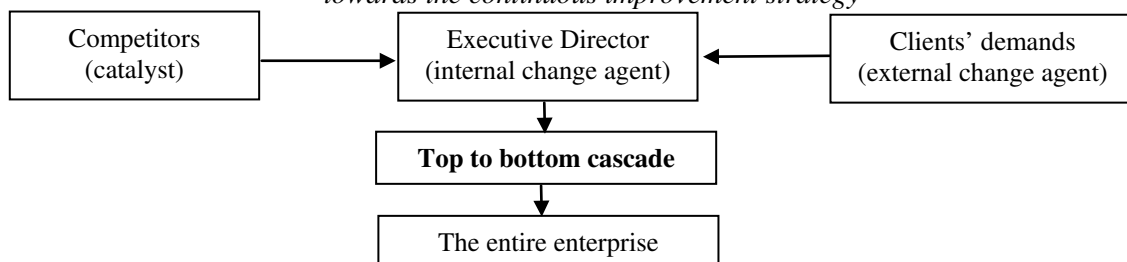 towards the continuous improvement strategy
Competitors
(catalyst)
Executive Director
(internal change agent)
Clients’ demands
(external change agent)
Top to bottom cascade
The entire enterprise